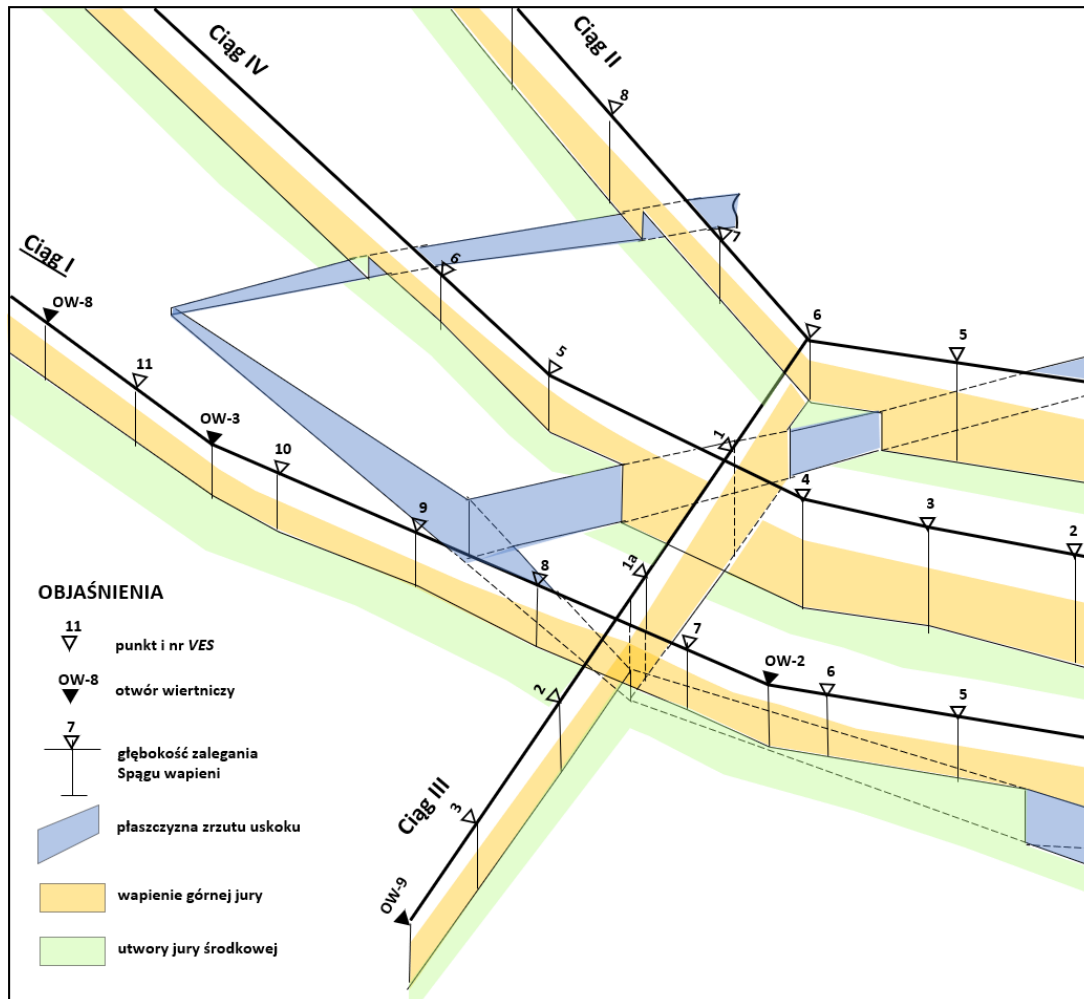 Ciąg IV
Ciąg II
8
7
6
Ciąg I
OW-8
11
OW-3
10
9
8
5
6
5
1
4
3
2
1a
7
OW-2
6
5
2
Ciąg III
3
OW-9
OBJAŚNIENIA
11
punkt i nr VES
OW-8
otwór wiertniczy
7
głębokość zalegania
Spągu wapieni
płaszczyzna zrzutu uskoku
wapienie górnej jury
utwory jury środkowej